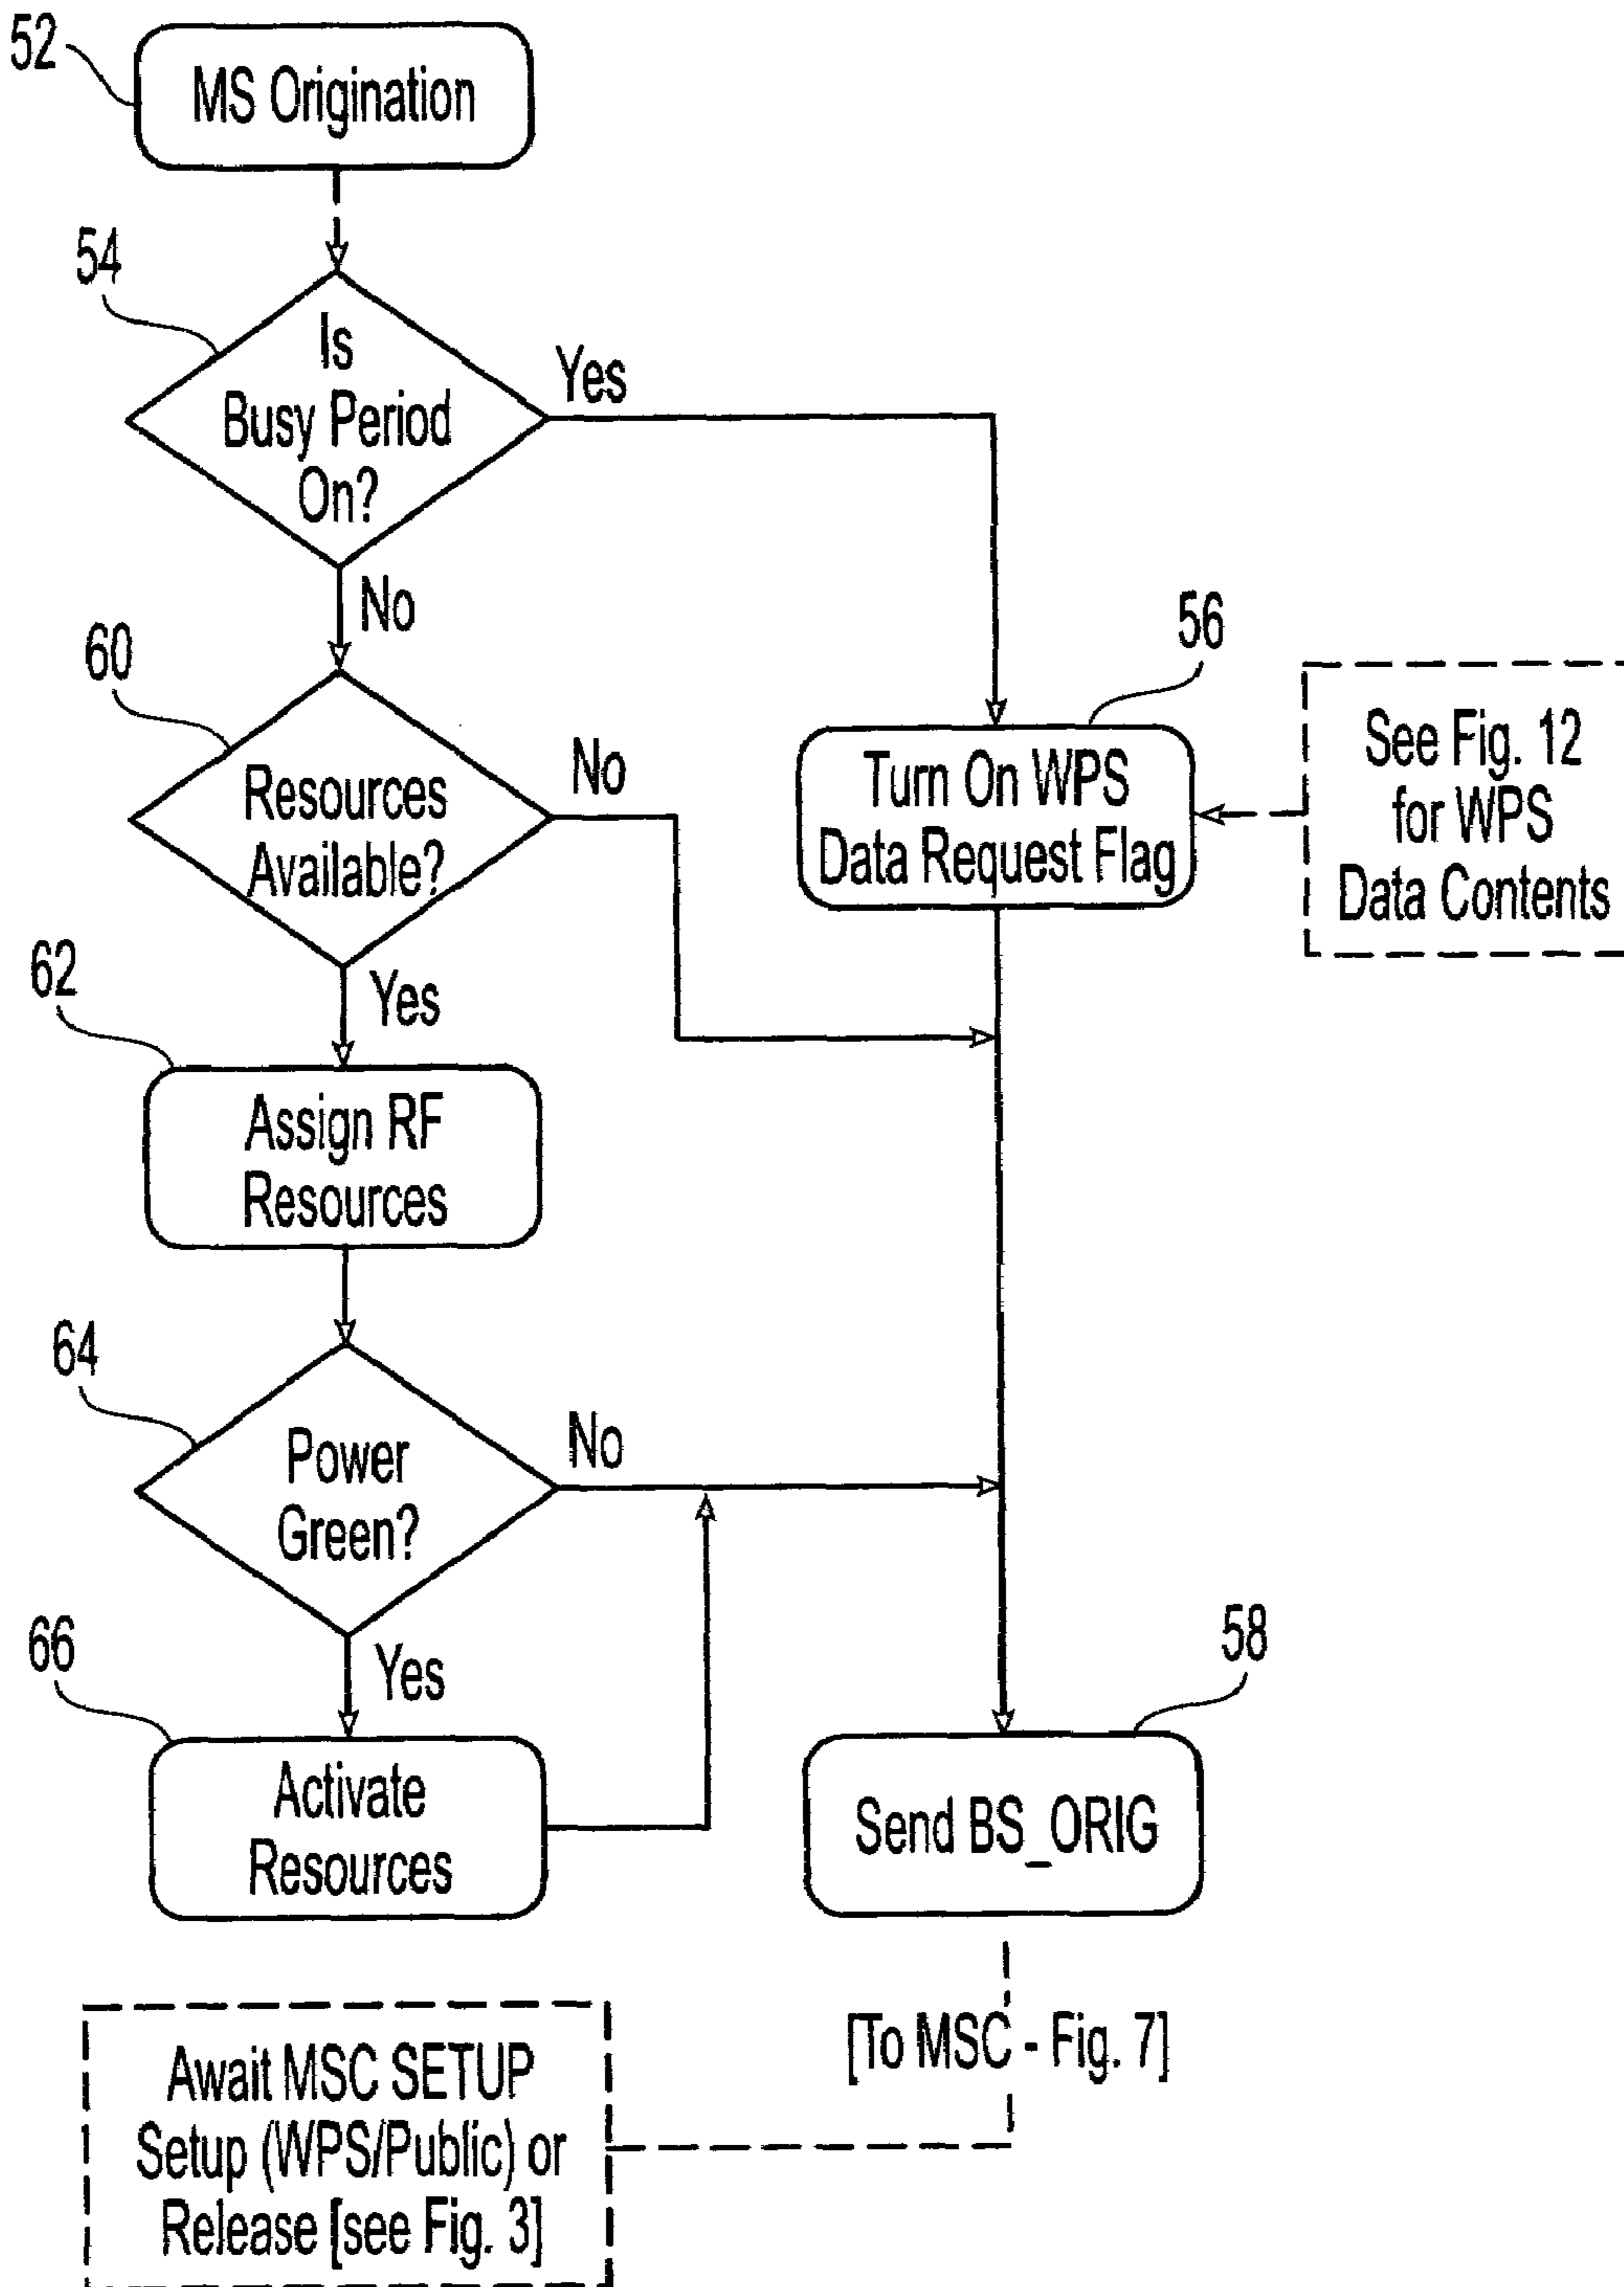 52
MS Origination
54
Is
Busy Period
On?
Yes
No
60
Resources
Available?
No
56
Turn On WPS
Data Request Flag
See Fig. 12
for WPS
Data Contents
62
Yes
Assign RF
Resources
64
Power
Green?
No
66
Yes
Activate
Resources
58
Send BS_ORIG
[To MSC - Fig. 7]
Await MSC SETUP
Setup (WPS/Public) or
Release [see Fig. 3]